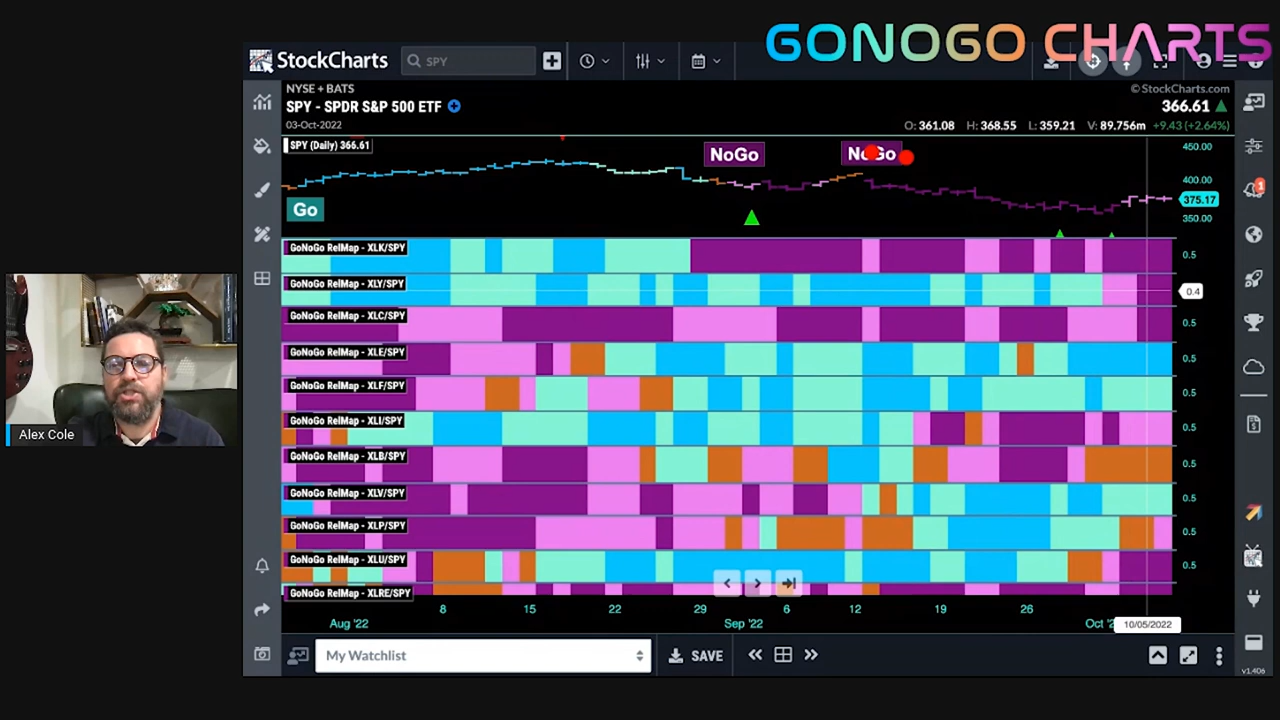 GONOGO CHARTS
StockCharts
SPY
NYSE + BATS
© StockCharts.com
SPY - SPDR S&P 500 ETF
366.61
03-Oct-2022
O: 361.08 H: 368.55 L: 359.21 V: 89.756m +9.43 (+2.64%)
SPY (Daily) 366.61
450.00
NoGo
NoGo
400.00
375.17
Go
350.00
GoNoGo RelMap - XLK/SPY
0.5
GoNoGo RelMap - XLY/SPY
0.4
GoNoGo RelMap - XLC/SPY
0.5
GoNoGo RelMap - XLE/SPY
0.5
GoNoGo RelMap - XLF/SPY
0.5
GoNoGo RelMap - XLI/SPY
0.5
GoNoGo RelMap - XLB/SPY
0.5
GoNoGo RelMap - XLV/SPY
0.5
GoNoGo RelMap - XLP/SPY
0.5
GoNoGo RelMap - XLU/SPY
0.5
GoNoGo RelMap - XLRE/SPY
8 15 22 29 6 12 19 26
Aug '22 Sep '22 Oct '2
10/05/2022
My Watchlist
SAVE
v1.406
1
Alex Cole